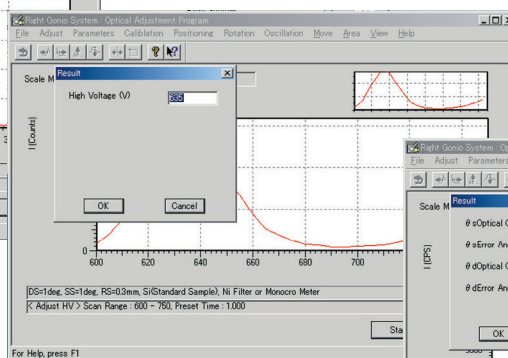 Right Gonio System : Optical Adjustment Program
File Adjust Parameters Caliblation Positioning Rotation Oscillation Move Area View Help
Scale M
Result
High Voltage (V) 635
OK Cancel
I (Counts)
0
600 620 640 660 680 700
DS=1deg, SS=1deg, RS=0.3mm, Si(Standard Sample), Ni Filter or Monocro Meter
< Adjust HV > Scan Range : 600 - 750, Preset Time : 1.000
Sta
For Help, press F1
Right Gonio System : Op
File Adjust Parameters
Scale M
Result
θ sOptical
θ sError An
θ dOptical
θ dError An
I (CPS)
OK